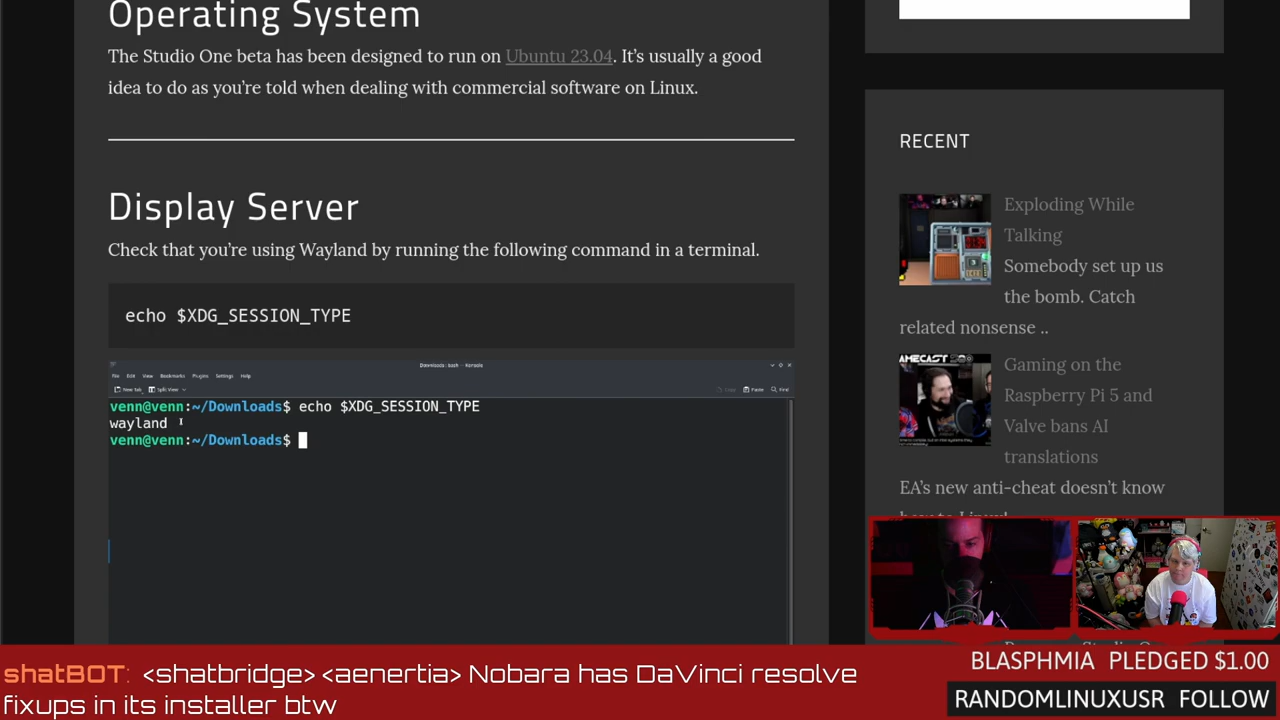 Operating System
The Studio One beta has been designed to run on Ubuntu 23.04. It's usually a good
idea to do as you're told when dealing with commercial software on Linux.
Display Server
Check that you're using Wayland by running the following command in a terminal.
echo $XDG_SESSION_TYPE
Downloads : bash — Konsole
File Edit View Bookmarks Plugins Settings Help
New Tab Split View Copy Paste Find
venn@venn:~/Downloads$ echo $XDG_SESSION_TYPE
wayland
venn@venn:~/Downloads$
RECENT
Exploding While
Talking
Somebody set up us
the bomb. Catch
related nonsense ..
AMECAST
Gaming on the
Raspberry Pi 5 and
Valve bans AI
translations
EA's new anti-cheat doesn't know
shatBOT: <shatbridge> <aenertia> Nobara has DaVinci resolve
fixups in its installer btw
BLASPHMIA PLEDGED $1.00
RANDOMLINUXUSR FOLLOW